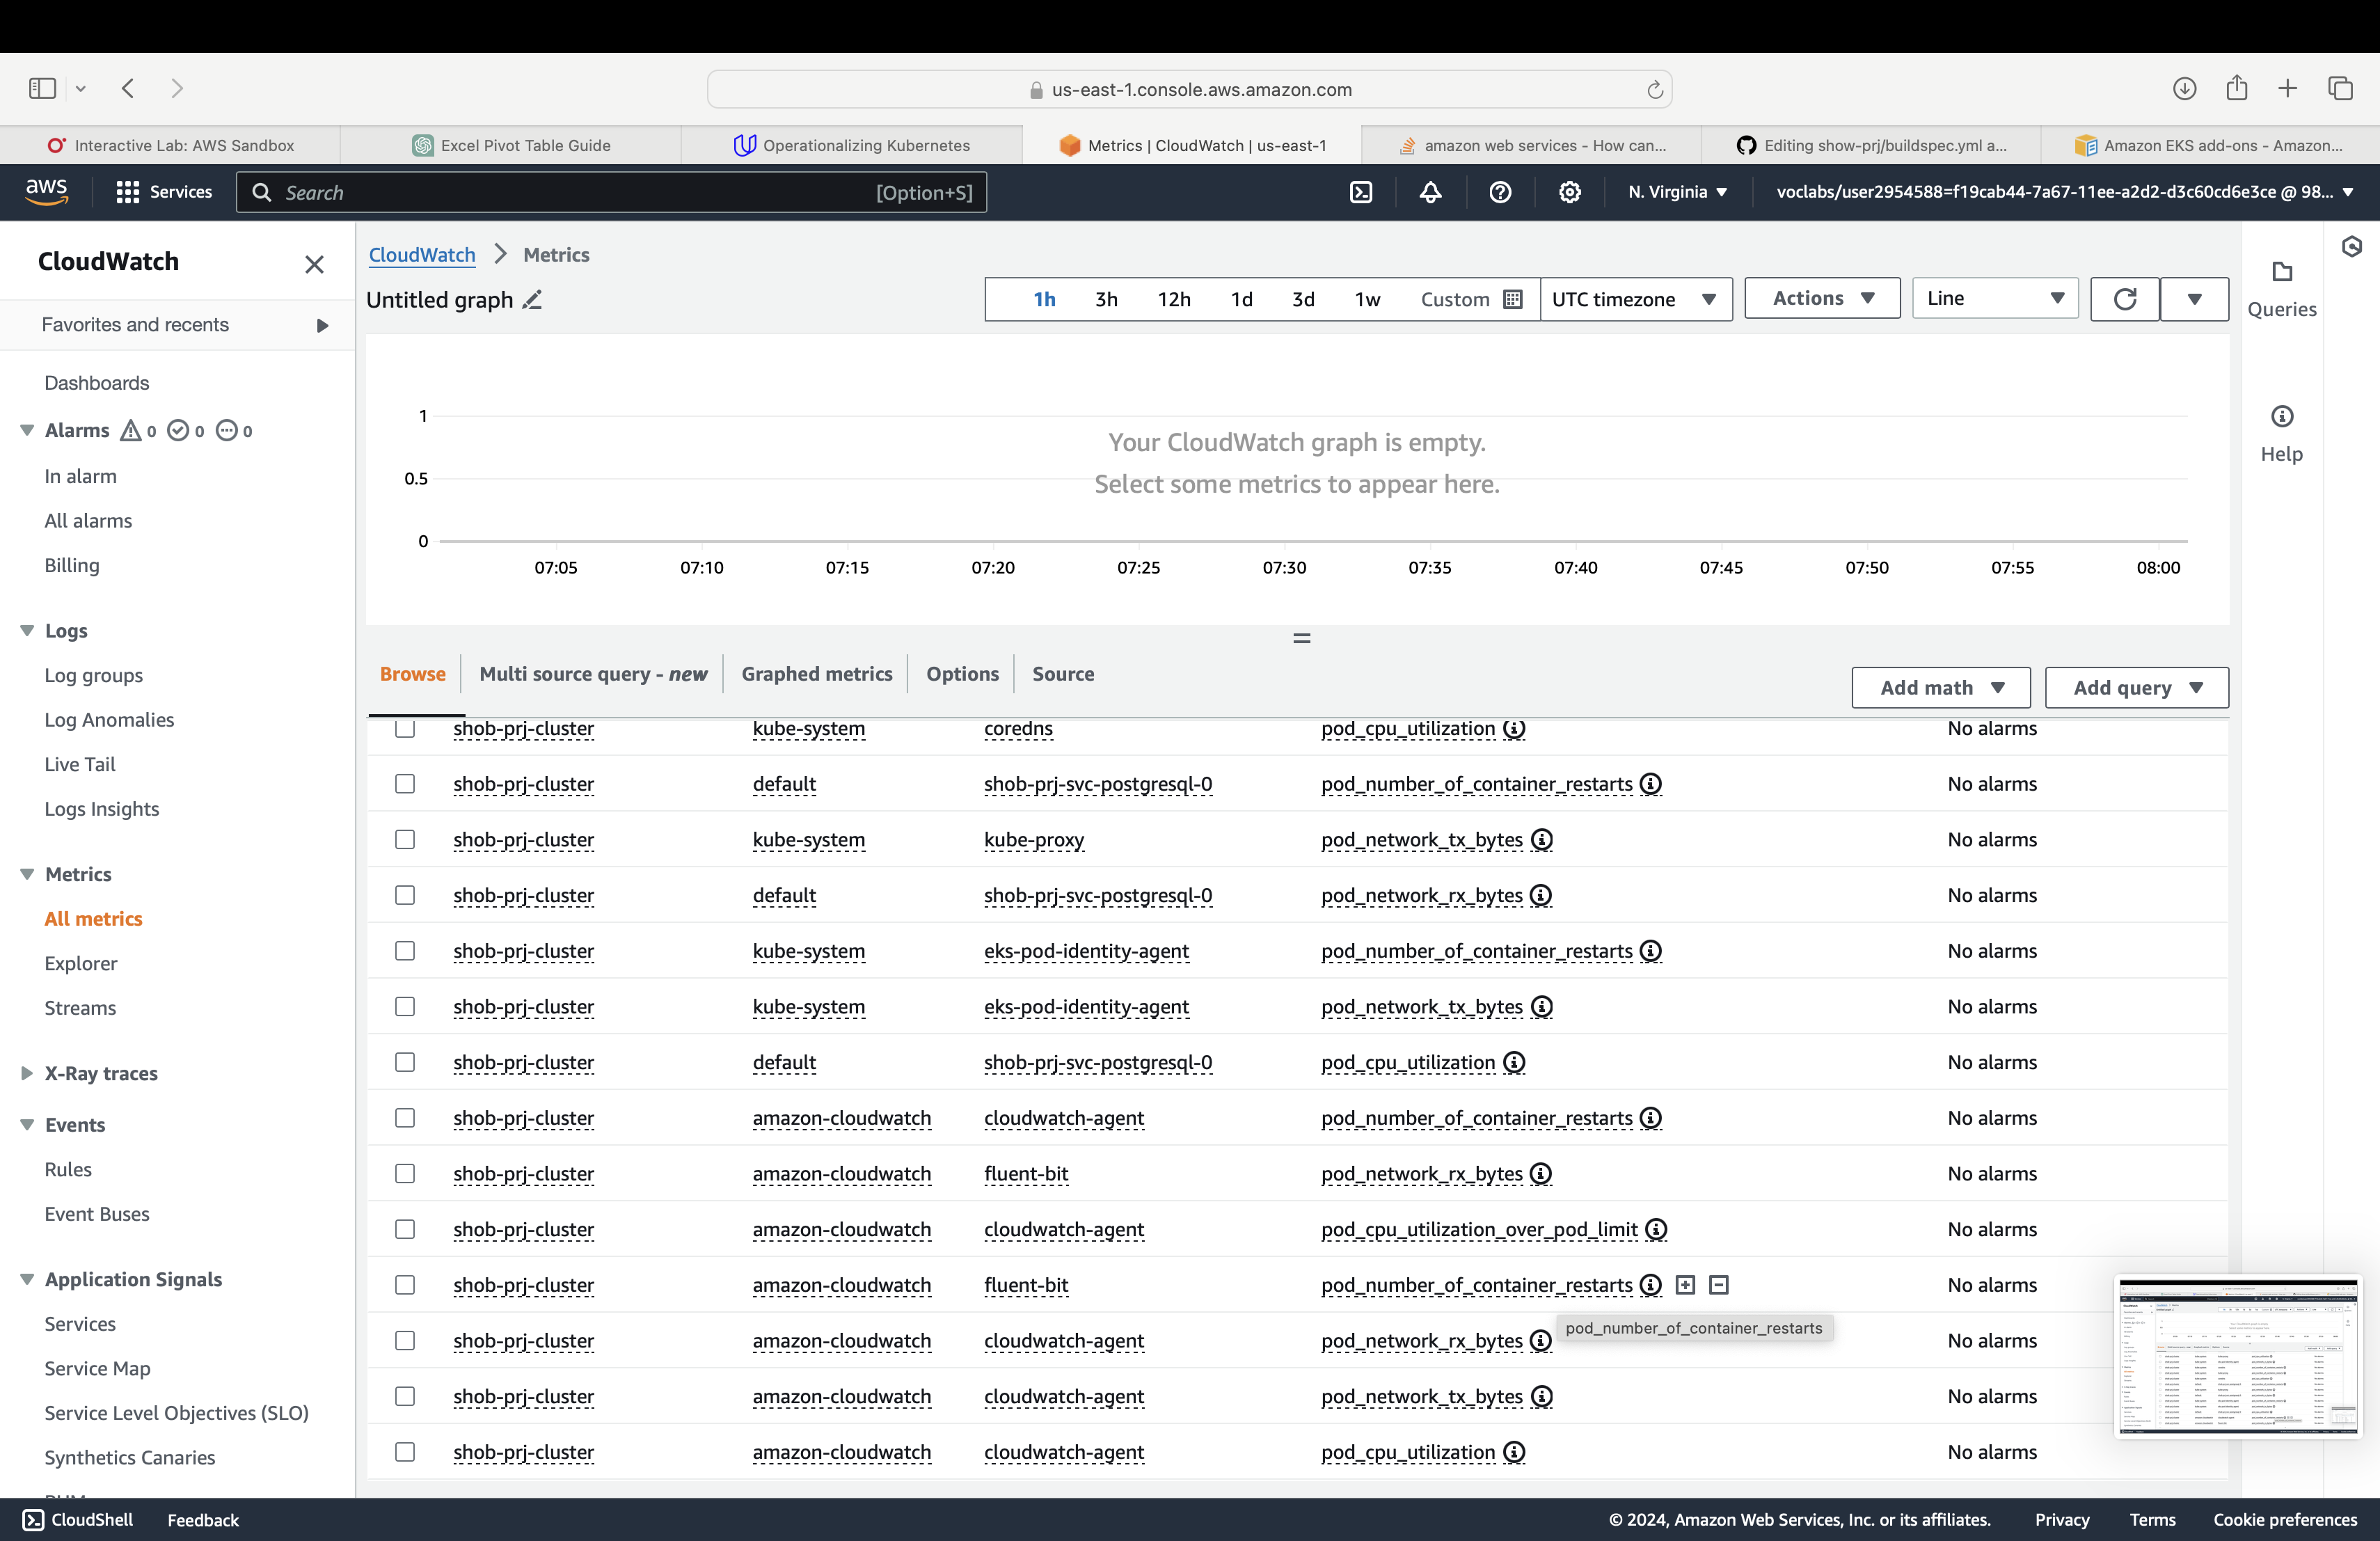 us-east-1.console.aws.amazon.com
Interactive Lab: AWS Sandbox
Excel Pivot Table Guide
Operationalizing Kubernetes
Metrics | CloudWatch | us-east-1
amazon web services - How can...
Editing show-prj/buildspec.yml a...
Amazon EKS add-ons - Amazon...
aws
Services
Search
[Option+S]
N. Virginia
voclabs/user2954588=f19cab44-7a67-11ee-a2d2-d3c60cd6e3ce @ 98...
CloudWatch
Favorites and recents
Dashboards
Alarms 0 0 0
In alarm
All alarms
Billing
Logs
Log groups
Log Anomalies
Live Tail
Logs Insights
Metrics
All metrics
Explorer
Streams
X-Ray traces
Events
Rules
Event Buses
Application Signals
Services
Service Map
Service Level Objectives (SLO)
Synthetics Canaries
CloudWatch > Metrics
Untitled graph
1h 3h 12h 1d 3d 1w Custom
UTC timezone
Actions
Line
Queries
Help
Your CloudWatch graph is empty.
Select some metrics to appear here.
1
0.5
0
07:05 07:10 07:15 07:20 07:25 07:30 07:35 07:40 07:45 07:50 07:55 08:00
Browse
Multi source query - new
Graphed metrics
Options
Source
Add math
Add query
shob-prj-cluster kube-system coredns pod_cpu_utilization No alarms
shob-prj-cluster default shob-prj-svc-postgresql-0 pod_number_of_container_restarts No alarms
shob-prj-cluster kube-system kube-proxy pod_network_tx_bytes No alarms
shob-prj-cluster default shob-prj-svc-postgresql-0 pod_network_rx_bytes No alarms
shob-prj-cluster kube-system eks-pod-identity-agent pod_number_of_container_restarts No alarms
shob-prj-cluster kube-system eks-pod-identity-agent pod_network_tx_bytes No alarms
shob-prj-cluster default shob-prj-svc-postgresql-0 pod_cpu_utilization No alarms
shob-prj-cluster amazon-cloudwatch cloudwatch-agent pod_number_of_container_restarts No alarms
shob-prj-cluster amazon-cloudwatch fluent-bit pod_network_rx_bytes No alarms
shob-prj-cluster amazon-cloudwatch cloudwatch-agent pod_cpu_utilization_over_pod_limit No alarms
shob-prj-cluster amazon-cloudwatch fluent-bit pod_number_of_container_restarts No alarms
pod_number_of_container_restarts
shob-prj-cluster amazon-cloudwatch cloudwatch-agent pod_network_rx_bytes No alarms
shob-prj-cluster amazon-cloudwatch cloudwatch-agent pod_network_tx_bytes No alarms
shob-prj-cluster amazon-cloudwatch cloudwatch-agent pod_cpu_utilization No alarms
CloudShell
Feedback
© 2024, Amazon Web Services, Inc. or its affiliates.
Privacy
Terms
Cookie preferences